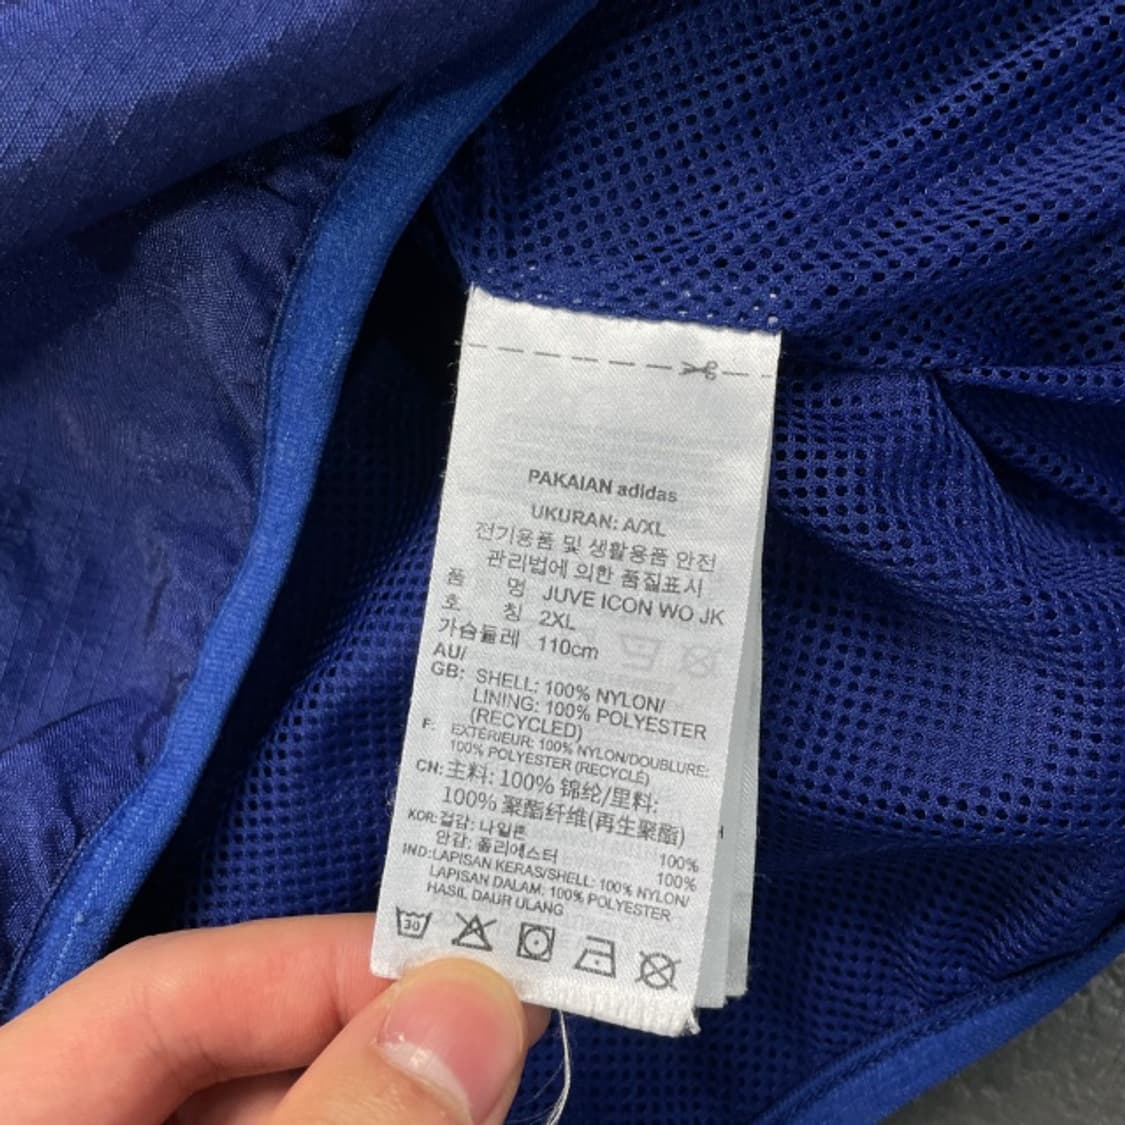 PAKAIAN adidas
UKURAN: A/XL
전기용품 및 생활용품 안전
관리법에 의한 품질표시
품 명 JUVE ICON WO JK
호 칭 2XL
가슴둘레 110cm
AU/
GB: SHELL: 100% NYLON/
LINING: 100% POLYESTER
(RECYCLED)
F: EXTÉRIEUR: 100% NYLON/DOUBLURE:
100% POLYESTER (RECYCLÉ)
CN: 主料: 100% 锦纶/里料:
100% 聚酯纤维(再生聚酯)
KOR: 겉감: 나일론 100%
안감: 폴리에스터 100%
IND: LAPISAN KERAS/SHELL: 100% NYLON/
LAPISAN DALAM: 100% POLYESTER
HASIL DAUR ULANG
30